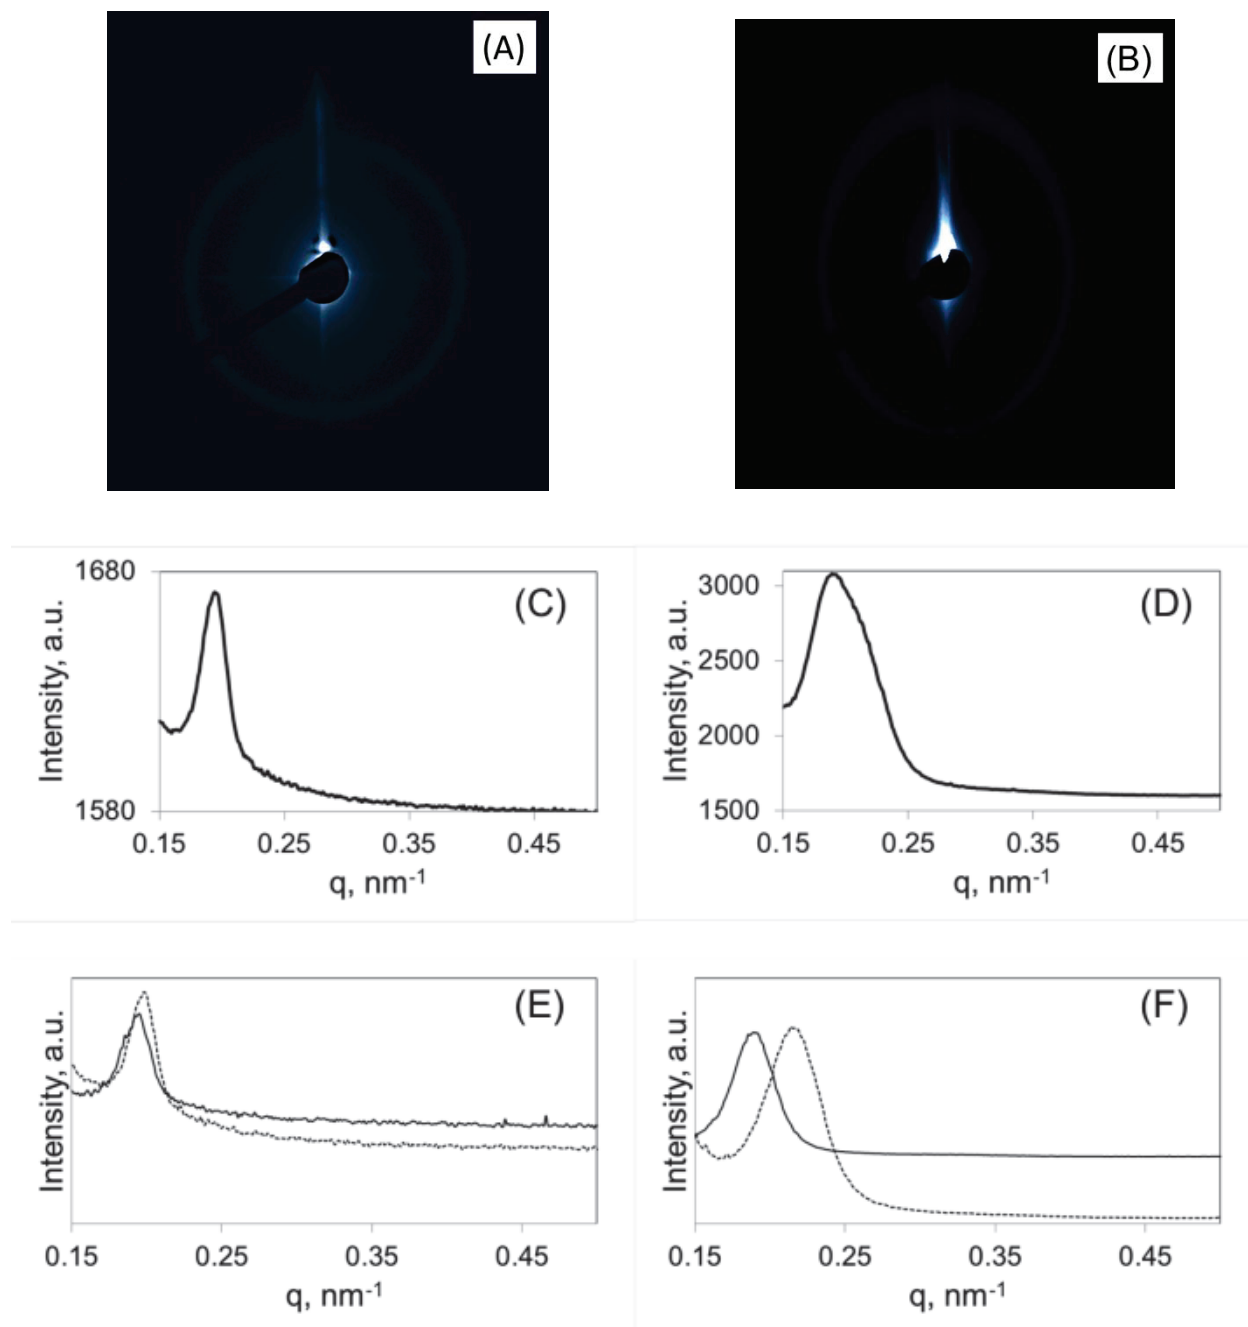 (A)
(B)
1680
(C)
Intensity, a.u.
1580
0.15 0.25 0.35 0.45
q, nm-1
3000
(D)
2500
Intensity, a.u.
2000
1500
0.15 0.25 0.35 0.45
q, nm-1
(E)
Intensity, a.u.
0.15 0.25 0.35 0.45
q, nm-1
(F)
Intensity, a.u.
0.15 0.25 0.35 0.45
q, nm-1